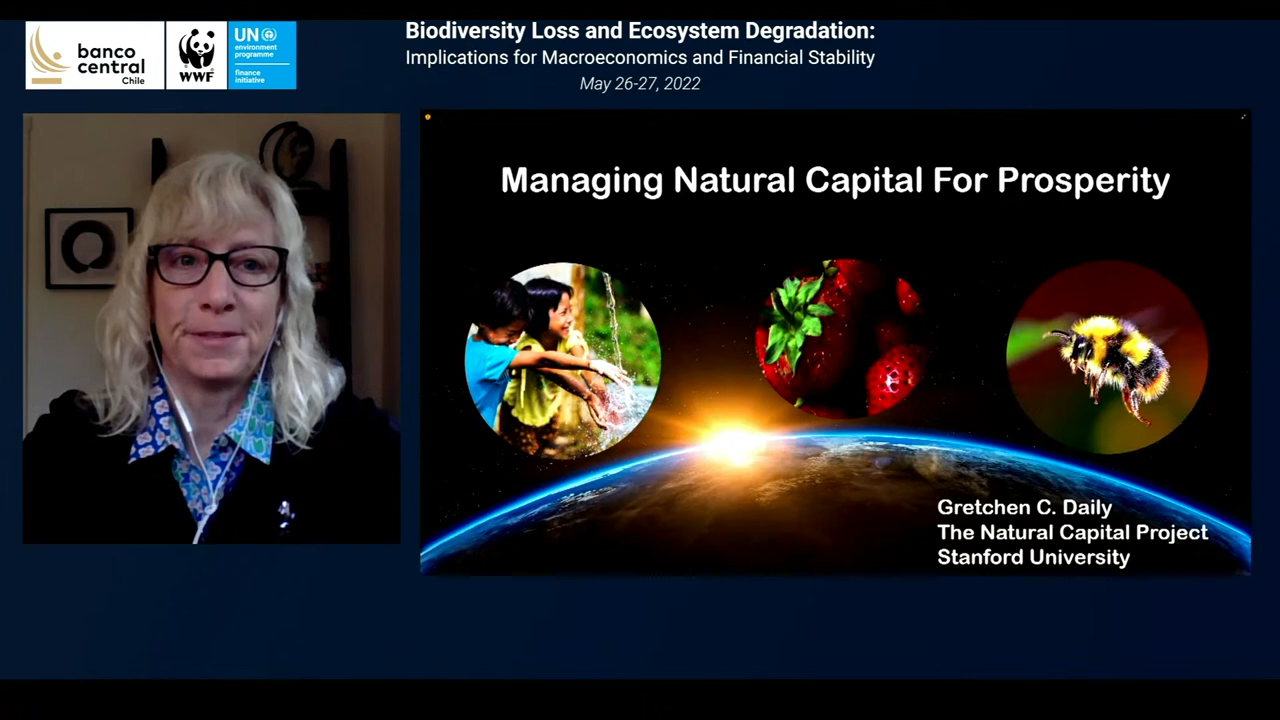 banco
central
Chile
WWF
UN
environment
programme
finance
initiative
Biodiversity Loss and Ecosystem Degradation:
Implications for Macroeconomics and Financial Stability
May 26-27, 2022
Managing Natural Capital For Prosperity
Gretchen C. Daily
The Natural Capital Project
Stanford University